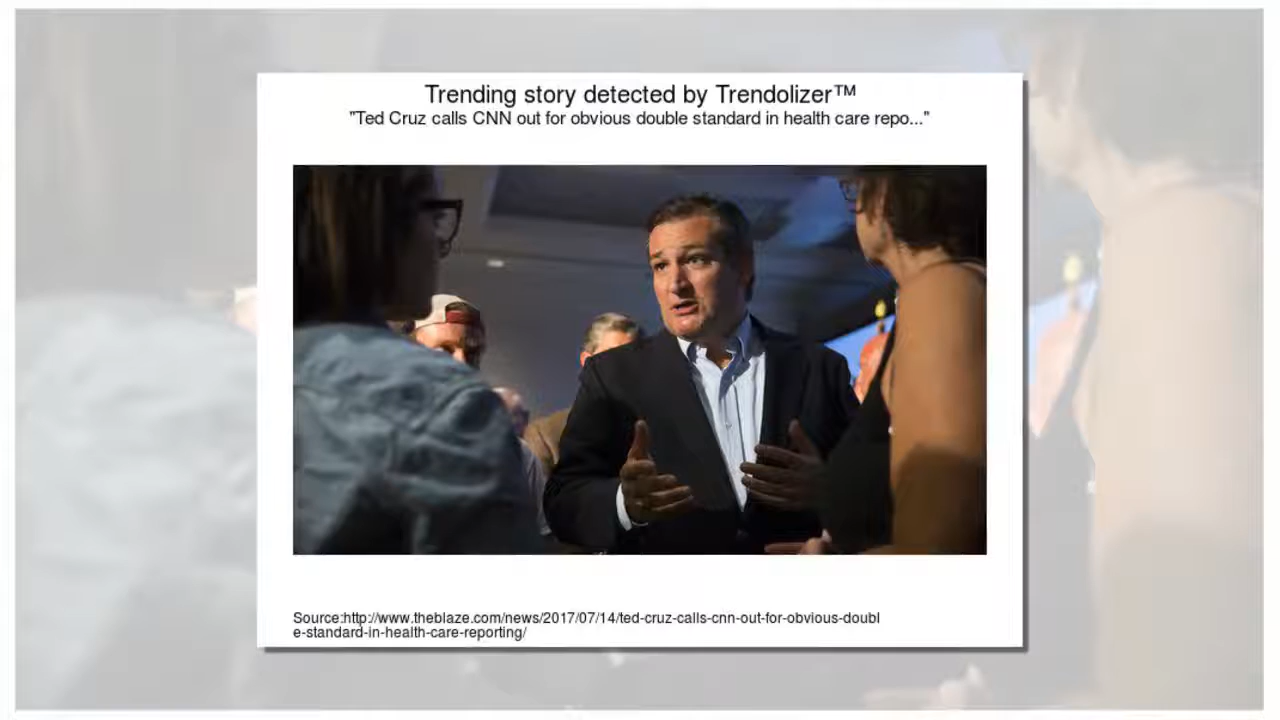 Trending story detected by Trendolizer™
"Ted Cruz calls CNN out for obvious double standard in health care repo..."
Source:http://www.theblaze.com/news/2017/07/14/ted-cruz-calls-cnn-out-for-obvious-doubl
e-standard-in-health-care-reporting/